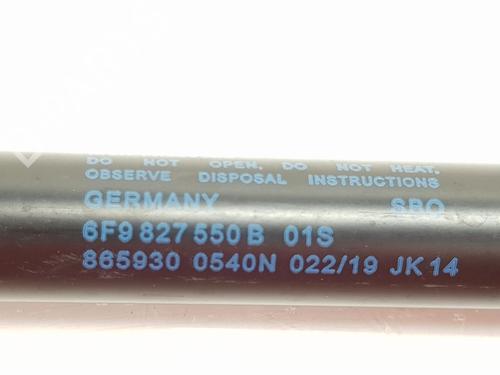 DO NOT OPEN. DO NOT HEAT.
OBSERVE DISPOSAL INSTRUCTIONS
GERMANY SBO
6F9 827 550 B 01S
865930 0540N 022/19 JK14